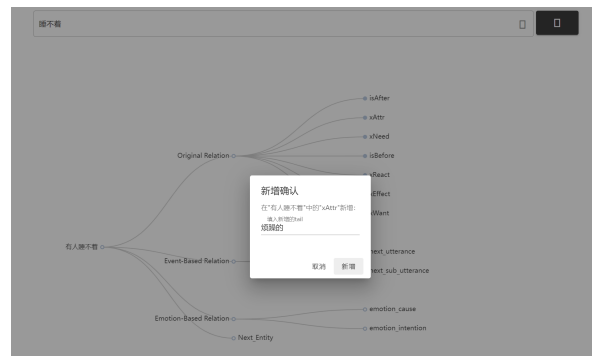 睡不着
isAfter
xAttr
xNeed
Original Relation
isBefore
xReact
新增确认
xEffect
在"有人睡不着"中的"xAttr"新增:
xWant
填入新增的tail
烦躁的
有人睡不着
next_utterance
Event-Based Relation
取消
新增
next_sub_utterance
emotion_cause
Emotion-Based Relation
emotion_intention
Next_Entity